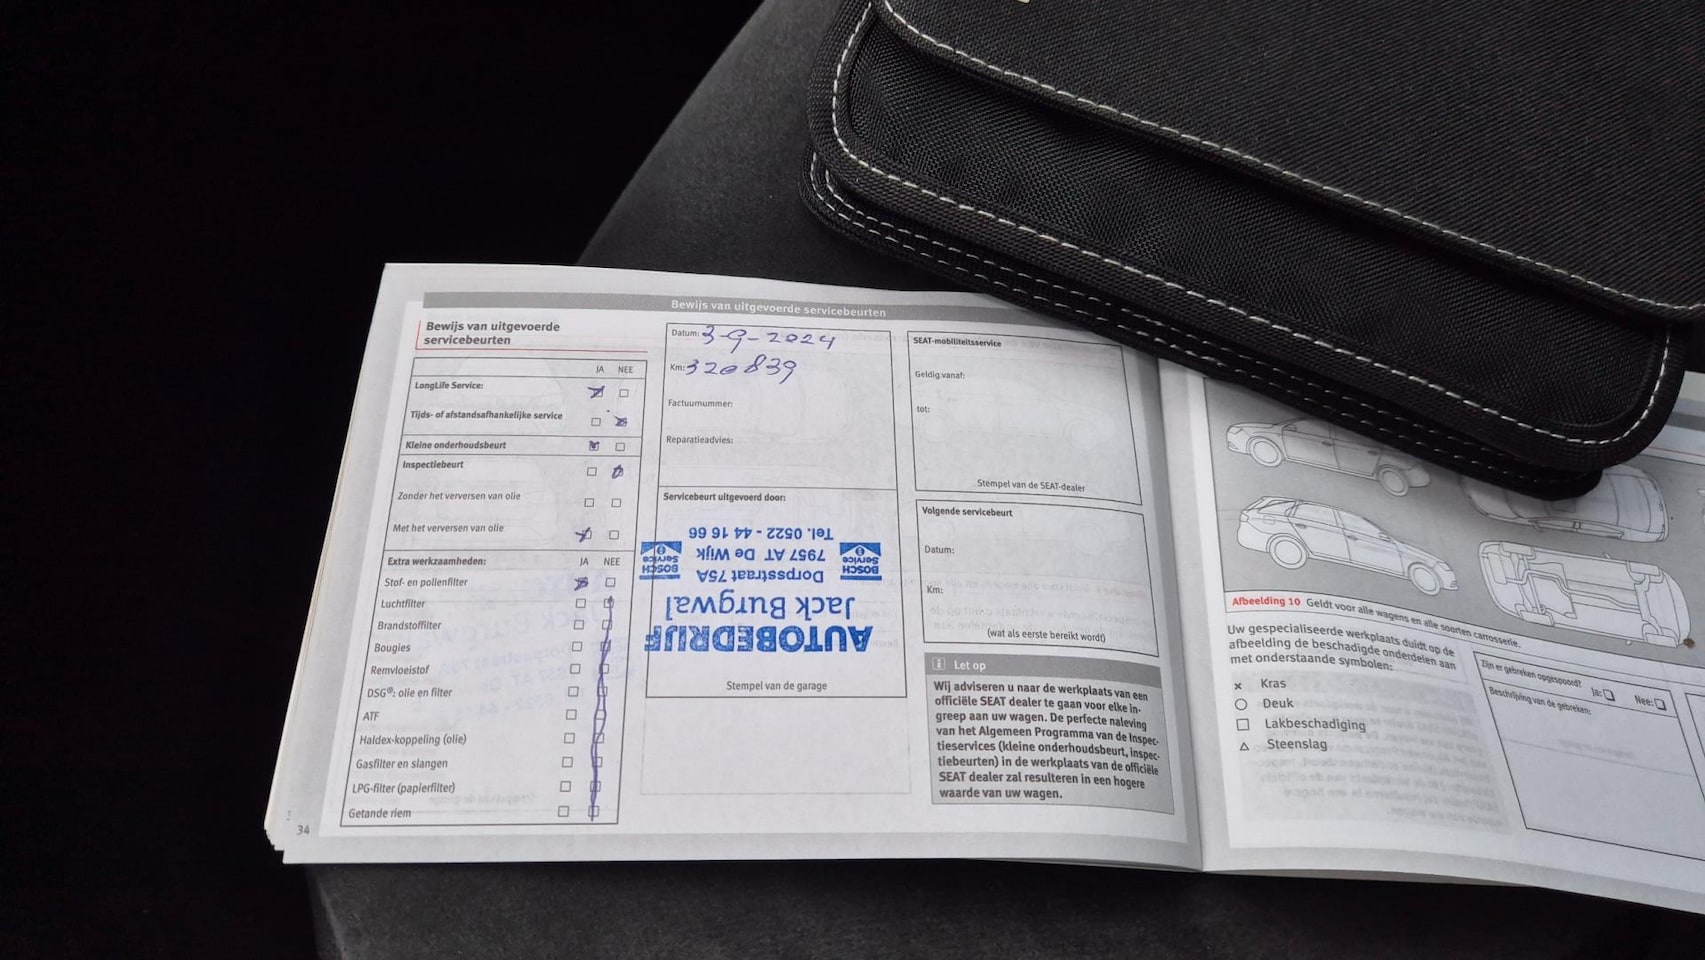 Bewijs van uitgevoerde servicebeurten
Bewijs van uitgevoerde
servicebeurten
JA NEE
LongLife Service:
Tijds- of afstandsafhankelijke service
Kleine onderhoudsbeurt
Inspectiebeurt
Zonder het verversen van olie
Met het verversen van olie
Extra werkzaamheden: JA NEE
Stof- en pollenfilter
Luchtfilter
Brandstoffilter
Bougies
Remvloeistof
DSG®: olie en filter
ATF
Haldex-koppeling (olie)
Gasfilter en slangen
LPG-filter (papierfilter)
Getande riem
34
Datum: 3-9-2024
Km: 320839
Factuurnummer:
Reparatieadvies:
Servicebeurt uitgevoerd door:
AUTOBEDRIJF
Jack Burgwal
Dorpsstraat 75A
7957 AT De Wijk
Tel. 0522 - 44 16 66
BOSCH
Service
BOSCH
Service
Stempel van de garage
SEAT-mobiliteitsservice
Geldig vanaf:
tot:
Stempel van de SEAT-dealer
Volgende servicebeurt
Datum:
Km:
(wat als eerste bereikt wordt)
Let op
Wij adviseren u naar de werkplaats van een
officiële SEAT dealer te gaan voor elke in-
greep aan uw wagen. De perfecte naleving
van het Algemeen Programma van de Inspec-
tieservices (kleine onderhoudsbeurt, inspec-
tiebeurten) in de werkplaats van de officiële
SEAT dealer zal resulteren in een hogere
waarde van uw wagen.
Afbeelding 10 Geldt voor alle wagens en alle soorten carrosserie.
Uw gespecialiseerde werkplaats duidt op de
afbeelding de beschadigde onderdelen aan
met onderstaande symbolen:
Kras
Deuk
Lakbeschadiging
Steenslag
Zijn er gebreken opgespoord? Ja: Nee:
Beschrijving van de gebreken: